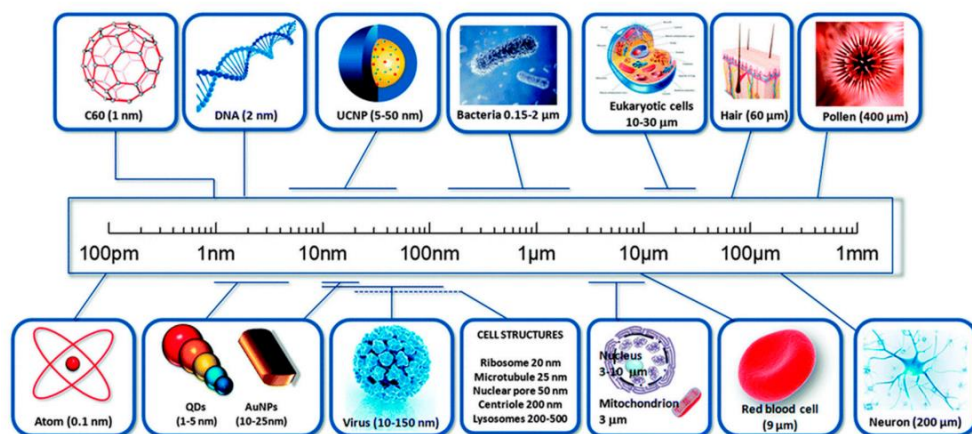 C60 (1 nm)
DNA (2 nm)
UCNP (5-50 nm)
Bacteria 0.15-2 µm
Eukaryotic cells
10-30 µm
Hair (60 µm)
Pollen (400 µm)
100pm
1nm
10nm
100nm
1µm
10µm
100µm
1mm
Atom (0.1 nm)
QDs
(1-5 nm)
AuNPs
(10-25nm)
Virus (10-150 nm)
CELL STRUCTURES
Ribosome 20 nm
Microtubule 25 nm
Nuclear pore 50 nm
Centriole 200 nm
Lysosomes 200-500
Nucleus
3-10 µm
Mitochondrion
3 µm
Red blood cell
(9 µm)
Neuron (200 µm)